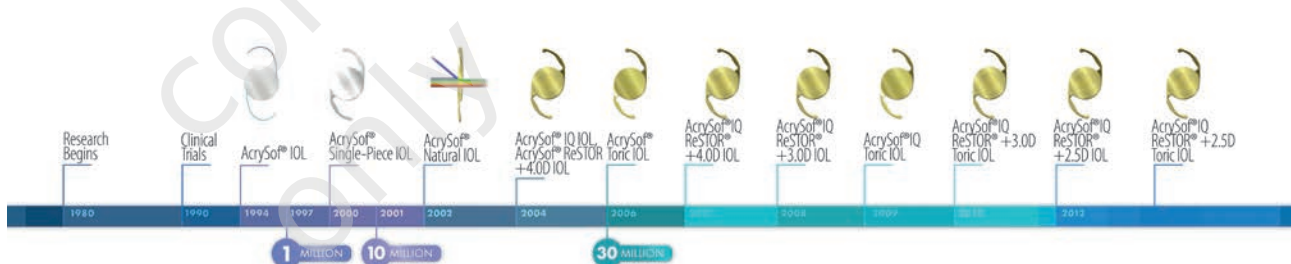 only
Research
Begins
Clinical
Trials
AcrySof® IOL
AcrySof®
Single-Piece IOL
AcrySof®
Natural IOL
AcrySof® IQ IOL,
AcrySof® ReSTOR
+4.0D IOL
AcrySof®
Toric IOL
AcrySof®IQ
ReSTOR®
+4.0D IOL
AcrySof®IQ
ReSTOR®
+3.0D IOL
AcrySof®IQ
Toric IOL
AcrySof®IQ
ReSTOR® +3.0D
Toric IOL
AcrySof®IQ
ReSTOR®
+2.5D IOL
AcrySof®IQ
ReSTOR® +2.5D
Toric IOL
1980
1990
1994
1997
2000
2001
2002
2004
2006
2008
2009
2012
1 MILLION
10 MILLION
30 MILLION